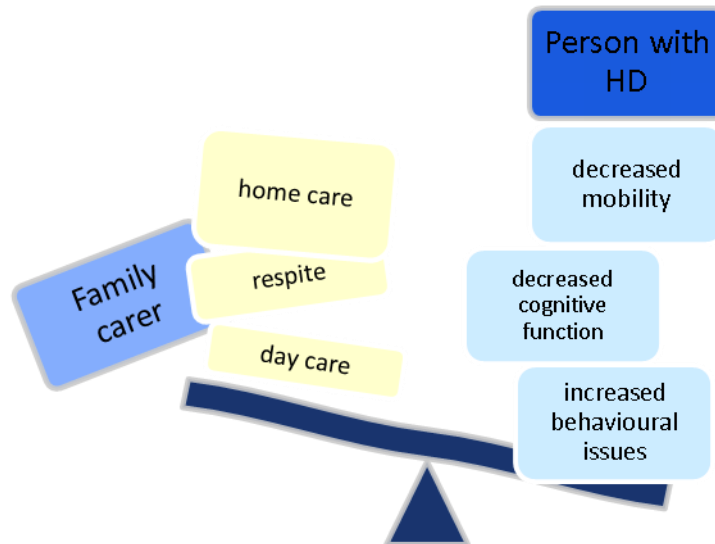 Person with
HD
decreased
mobility
home care
respite
Family
carer
day care
decreased
cognitive
function
increased
behavioural
issues